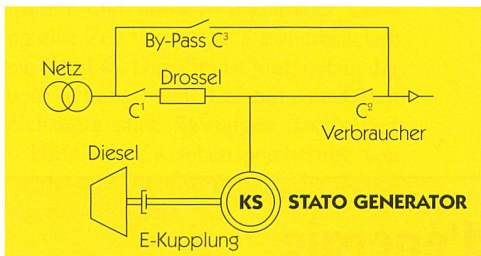 By-Pass C³
Netz
Drossel
C¹
C²
Verbraucher
Diesel
KS
STATO GENERATOR
E-Kupplung